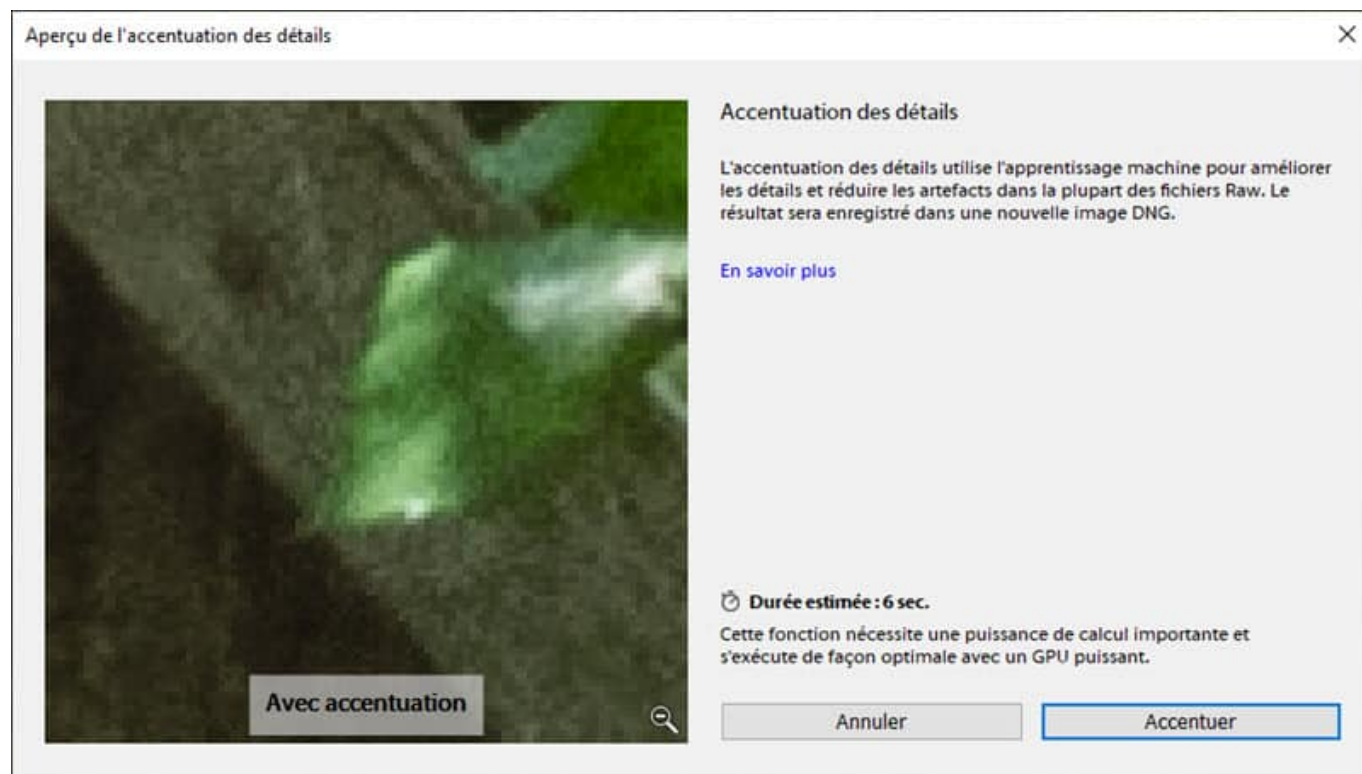 Aperçu de l'accentuation des détails
Accentuation des détails
L'accentuation des détails utilise l'apprentissage machine pour améliorer
les détails et réduire les artefacts dans la plupart des fichiers Raw. Le
résultat sera enregistré dans une nouvelle image DNG.
En savoir plus
Durée estimée : 6 sec.
Cette fonction nécessite une puissance de calcul importante et
s'exécute de façon optimale avec un GPU puissant.
Avec accentuation
Annuler
Accentuer